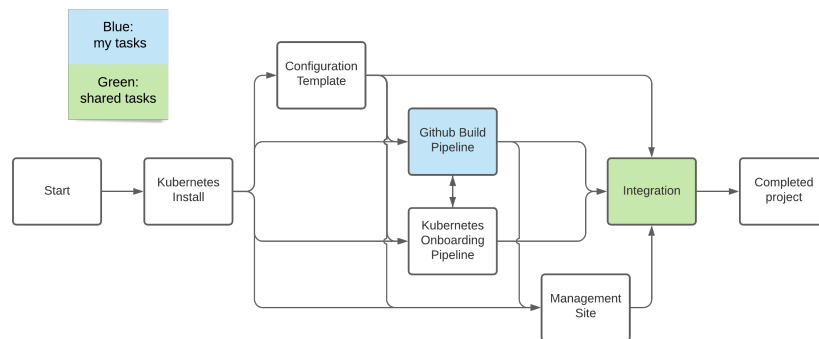 Blue:
my tasks
Green:
shared tasks
Configuration
Template
Github Build
Pipeline
Start
Kubernetes
Install
Integration
Completed
project
Kubernetes
Onboarding
Pipeline
Management
Site